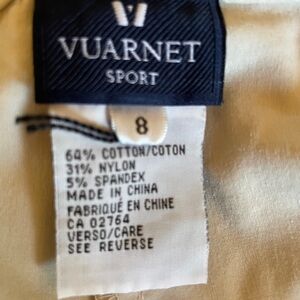 VUARNET
SPORT
8
64% COTTON/COTON
31% NYLON
5% SPANDEX
MADE IN CHINA
FABRIQUÉ EN CHINE
CA 02764
VERSO/CARE
SEE REVERSE